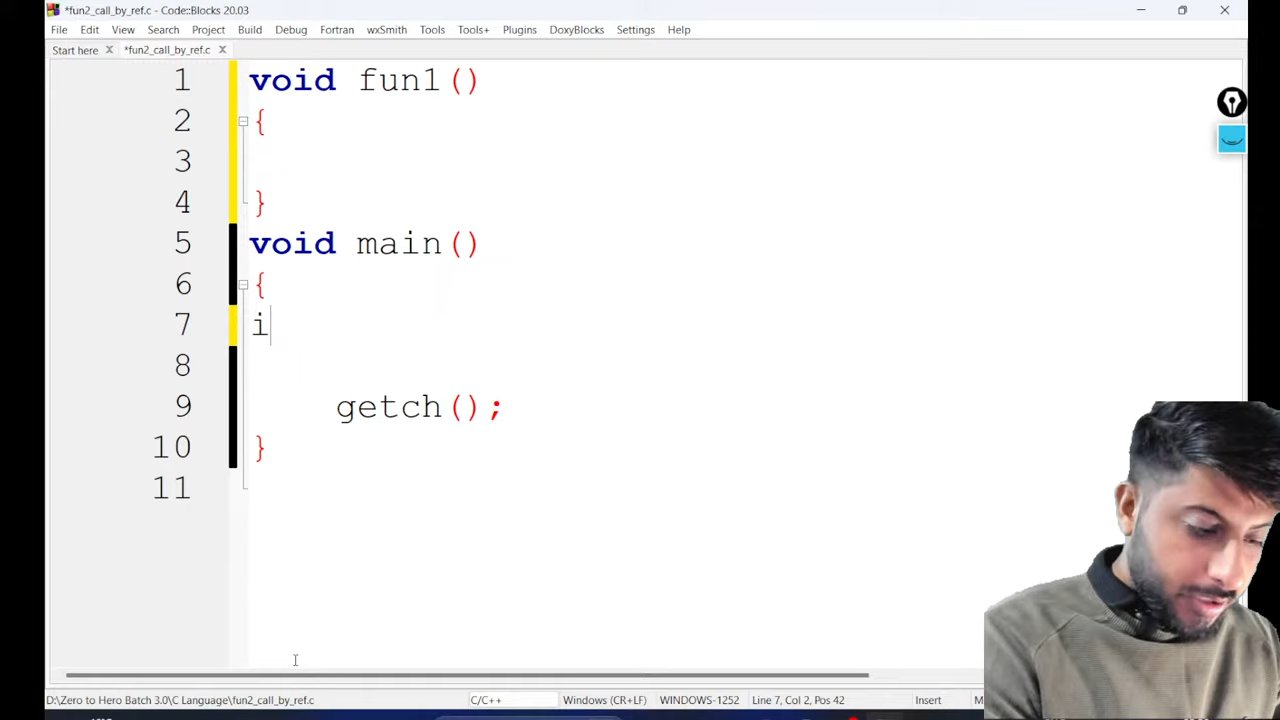 *fun2_call_by_ref.c - Code::Blocks 20.03
File Edit View Search Project Build Debug Fortran wxSmith Tools Tools+ Plugins DoxyBlocks Settings Help
Start here *fun2_call_by_ref.c
1 void fun1()
2 {
3
4 }
5 void main()
6 {
7 i
8
9 getch();
10 }
11
D:\Zero to Hero Batch 3.0\C Language\fun2_call_by_ref.c C/C++ Windows (CR+LF) WINDOWS-1252 Line 7, Col 2, Pos 42 Insert